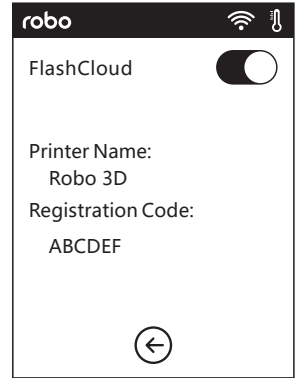 robo
FlashCloud
Printer Name:
Robo 3D
Registration Code:
ABCDEF